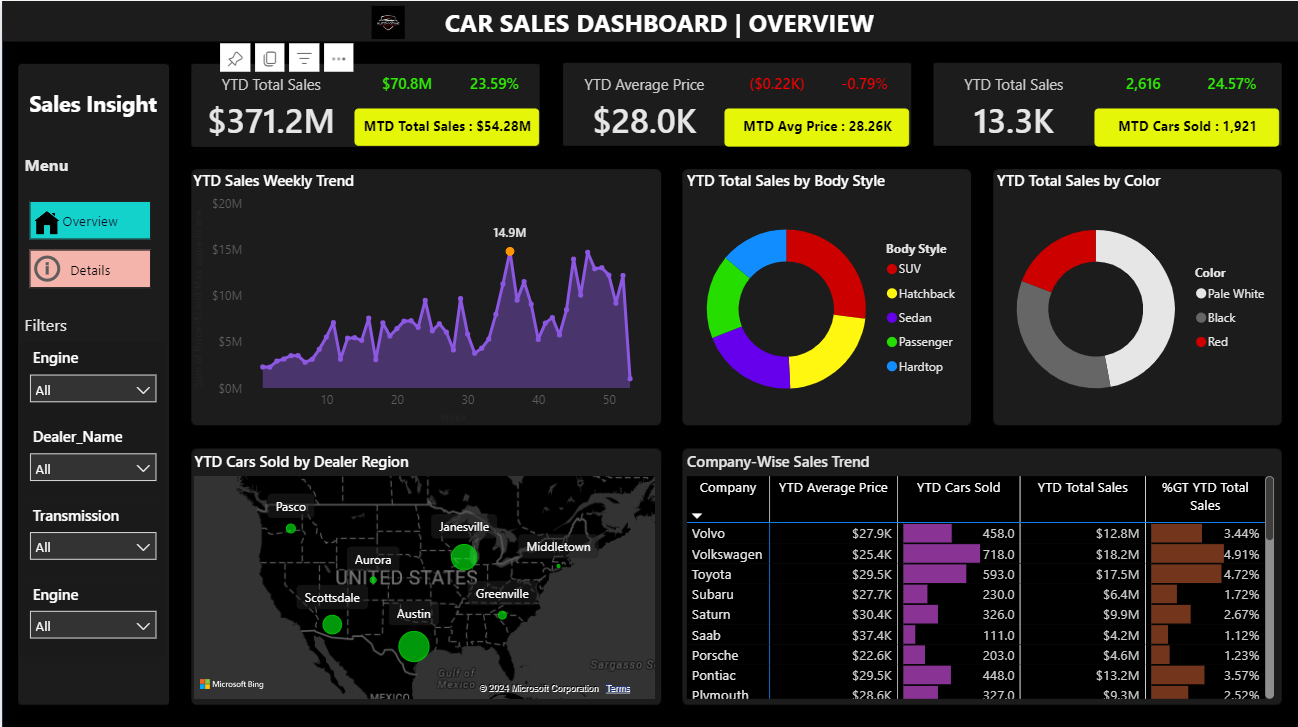 CAR SALES DASHBOARD | OVERVIEW
Sales Insight
Menu
Overview
Details
Filters
Engine
All
Dealer_Name
All
Transmission
All
Engine
All
YTD Total Sales $70.8M 23.59%
$371.2M MTD Total Sales : $54.28M
YTD Average Price ($0.22K) -0.79%
$28.0K MTD Avg Price : 28.26K
YTD Total Sales 2,616 24.57%
13.3K MTD Cars Sold : 1,921
YTD Sales Weekly Trend
$20M
$15M
$10M
$5M
$0M
14.9M
10 20 30 40 50
YTD Total Sales by Body Style
Body Style
SUV
Hatchback
Sedan
Passenger
Hardtop
YTD Total Sales by Color
Color
Pale White
Black
Red
YTD Cars Sold by Dealer Region
Pasco
Janesville
Middletown
Aurora
UNITED STATES
Scottsdale
Greenville
Austin
Gulf of
Mexico
Sargasso S
MEXICO
Microsoft Bing
© 2024 Microsoft Corporation Terms
Company-Wise Sales Trend
Company YTD Average Price YTD Cars Sold YTD Total Sales %GT YTD Total
Sales
Volvo $27.9K 458.0 $12.8M 3.44%
Volkswagen $25.4K 718.0 $18.2M 4.91%
Toyota $29.5K 593.0 $17.5M 4.72%
Subaru $27.7K 230.0 $6.4M 1.72%
Saturn $30.4K 326.0 $9.9M 2.67%
Saab $37.4K 111.0 $4.2M 1.12%
Porsche $22.6K 203.0 $4.6M 1.23%
Pontiac $29.5K 448.0 $13.2M 3.57%
Plymouth $28.6K 327.0 $9.3M 2.52%